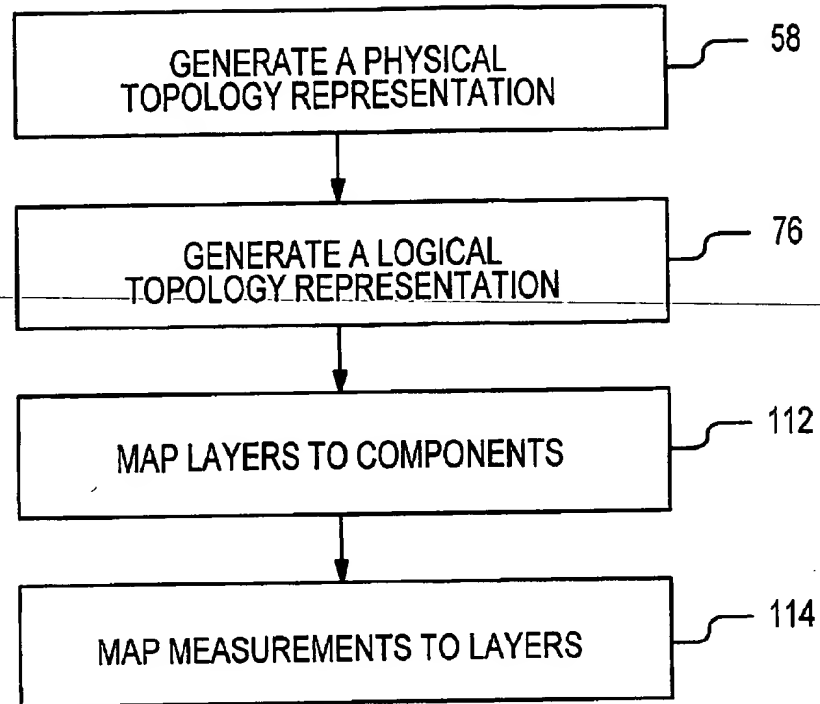 GENERATE A PHYSICAL
TOPOLOGY REPRESENTATION
58
GENERATE A LOGICAL
TOPOLOGY REPRESENTATION
76
MAP LAYERS TO COMPONENTS
112
MAP MEASUREMENTS TO LAYERS
114